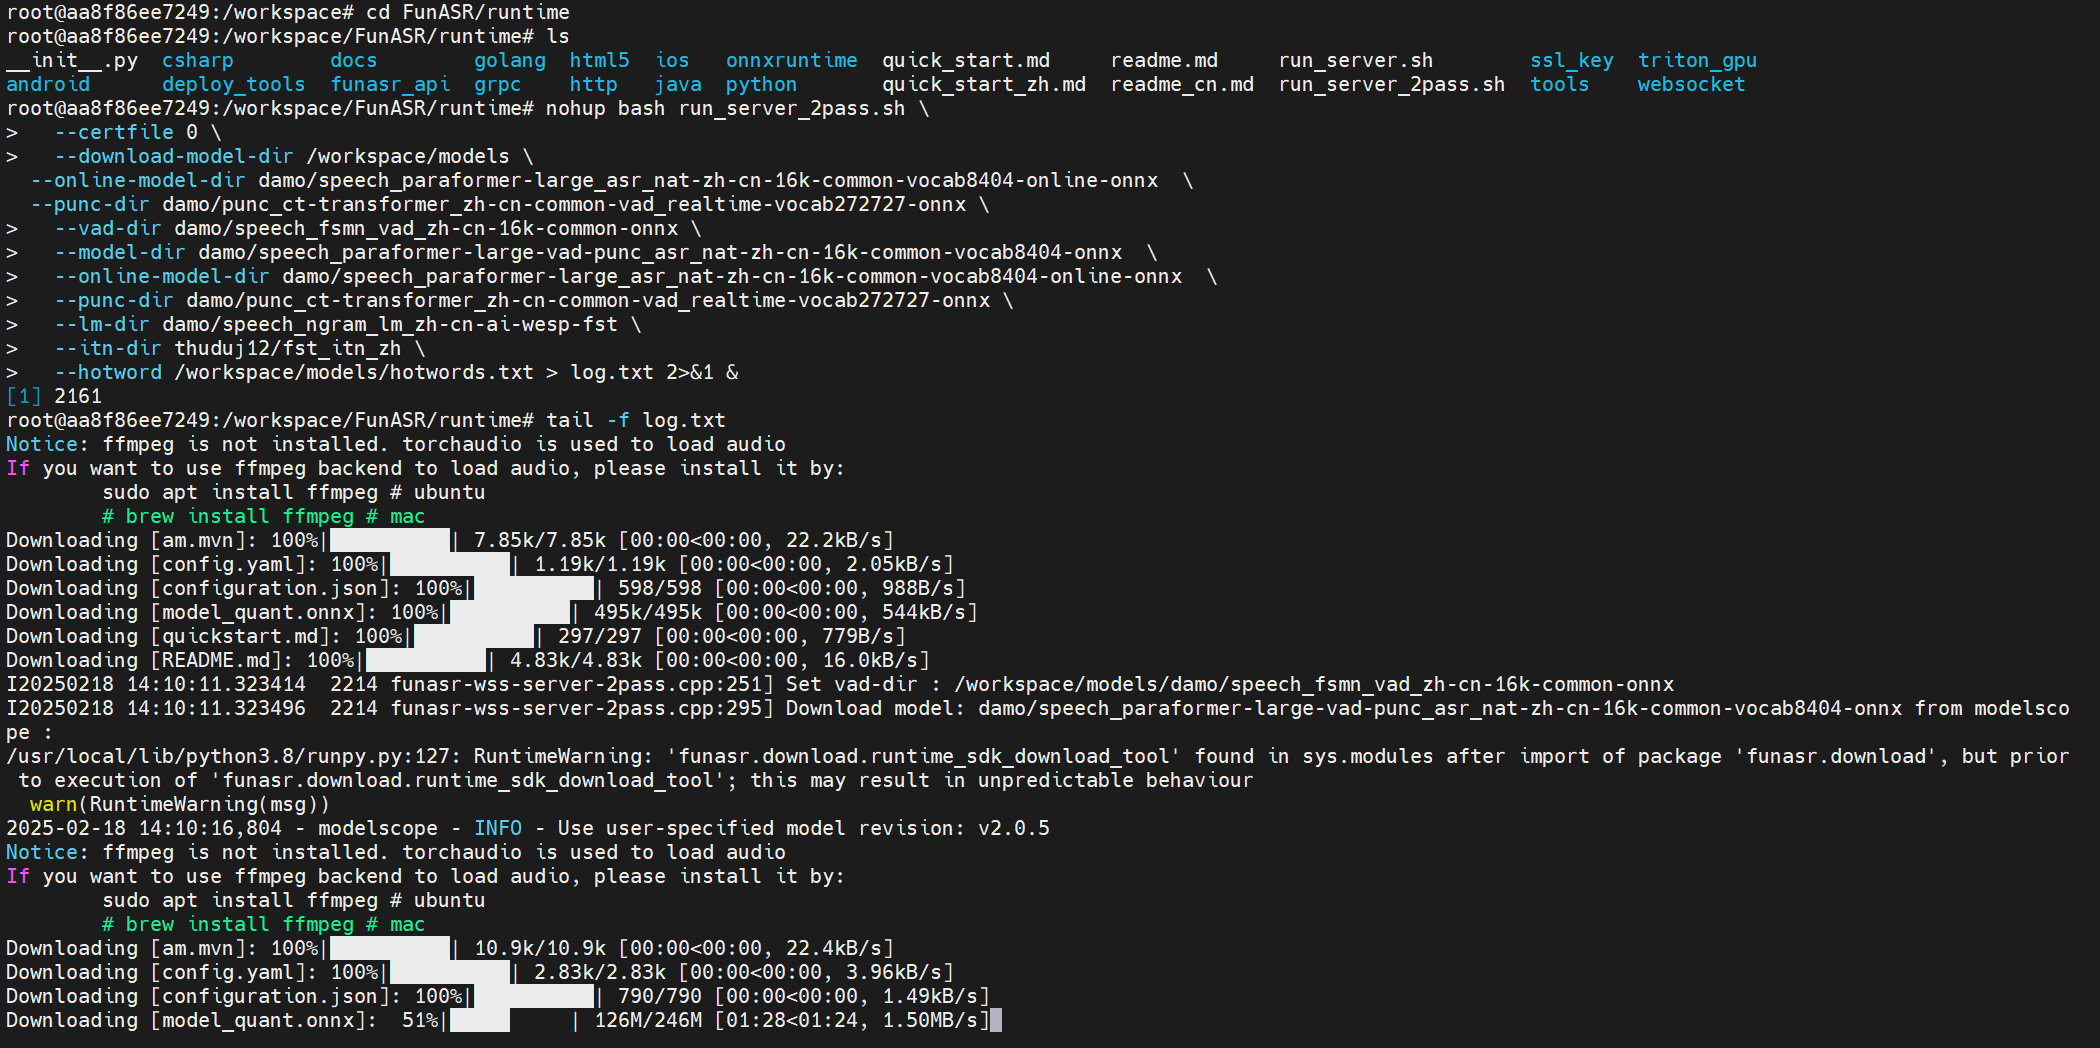 root@aa8f86ee7249:/workspace# cd FunASR/runtime
root@aa8f86ee7249:/workspace/FunASR/runtime# ls
__init__.py  csharp        docs        golang  html5  ios   onnxruntime  quick_start.md     readme.md     run_server.sh        ssl_key  triton_gpu
android      deploy_tools  funasr_api  grpc    http   java  python       quick_start_zh.md  readme_cn.md  run_server_2pass.sh  tools    websocket
root@aa8f86ee7249:/workspace/FunASR/runtime# nohup bash run_server_2pass.sh \
>   --certfile 0 \
>   --download-model-dir /workspace/models \
  --online-model-dir damo/speech_paraformer-large_asr_nat-zh-cn-16k-common-vocab8404-online-onnx  \
  --punc-dir damo/punc_ct-transformer_zh-cn-common-vad_realtime-vocab272727-onnx \
>   --vad-dir damo/speech_fsmn_vad_zh-cn-16k-common-onnx \
>   --model-dir damo/speech_paraformer-large-vad-punc_asr_nat-zh-cn-16k-common-vocab8404-onnx  \
>   --online-model-dir damo/speech_paraformer-large_asr_nat-zh-cn-16k-common-vocab8404-online-onnx  \
>   --punc-dir damo/punc_ct-transformer_zh-cn-common-vad_realtime-vocab272727-onnx \
>   --lm-dir damo/speech_ngram_lm_zh-cn-ai-wesp-fst \
>   --itn-dir thuduj12/fst_itn_zh \
>   --hotword /workspace/models/hotwords.txt > log.txt 2>&1 &
[1] 2161
root@aa8f86ee7249:/workspace/FunASR/runtime# tail -f log.txt
Notice: ffmpeg is not installed. torchaudio is used to load audio
If you want to use ffmpeg backend to load audio, please install it by:
        sudo apt install ffmpeg # ubuntu
        # brew install ffmpeg # mac
Downloading [am.mvn]: 100%|██████████| 7.85k/7.85k [00:00<00:00, 22.2kB/s]
Downloading [config.yaml]: 100%|██████████| 1.19k/1.19k [00:00<00:00, 2.05kB/s]
Downloading [configuration.json]: 100%|██████████| 598/598 [00:00<00:00, 988B/s]
Downloading [model_quant.onnx]: 100%|██████████| 495k/495k [00:00<00:00, 544kB/s]
Downloading [quickstart.md]: 100%|██████████| 297/297 [00:00<00:00, 779B/s]
Downloading [README.md]: 100%|██████████| 4.83k/4.83k [00:00<00:00, 16.0kB/s]
I20250218 14:10:11.323414  2214 funasr-wss-server-2pass.cpp:251] Set vad-dir : /workspace/models/damo/speech_fsmn_vad_zh-cn-16k-common-onnx
I20250218 14:10:11.323496  2214 funasr-wss-server-2pass.cpp:295] Download model: damo/speech_paraformer-large-vad-punc_asr_nat-zh-cn-16k-common-vocab8404-onnx from modelsco
pe :
/usr/local/lib/python3.8/runpy.py:127: RuntimeWarning: 'funasr.download.runtime_sdk_download_tool' found in sys.modules after import of package 'funasr.download', but prior
 to execution of 'funasr.download.runtime_sdk_download_tool'; this may result in unpredictable behaviour
  warn(RuntimeWarning(msg))
2025-02-18 14:10:16,804 - modelscope - INFO - Use user-specified model revision: v2.0.5
Notice: ffmpeg is not installed. torchaudio is used to load audio
If you want to use ffmpeg backend to load audio, please install it by:
        sudo apt install ffmpeg # ubuntu
        # brew install ffmpeg # mac
Downloading [am.mvn]: 100%|██████████| 10.9k/10.9k [00:00<00:00, 22.4kB/s]
Downloading [config.yaml]: 100%|██████████| 2.83k/2.83k [00:00<00:00, 3.96kB/s]
Downloading [configuration.json]: 100%|██████████| 790/790 [00:00<00:00, 1.49kB/s]
Downloading [model_quant.onnx]:  51%|█████     | 126M/246M [01:28<01:24, 1.50MB/s]